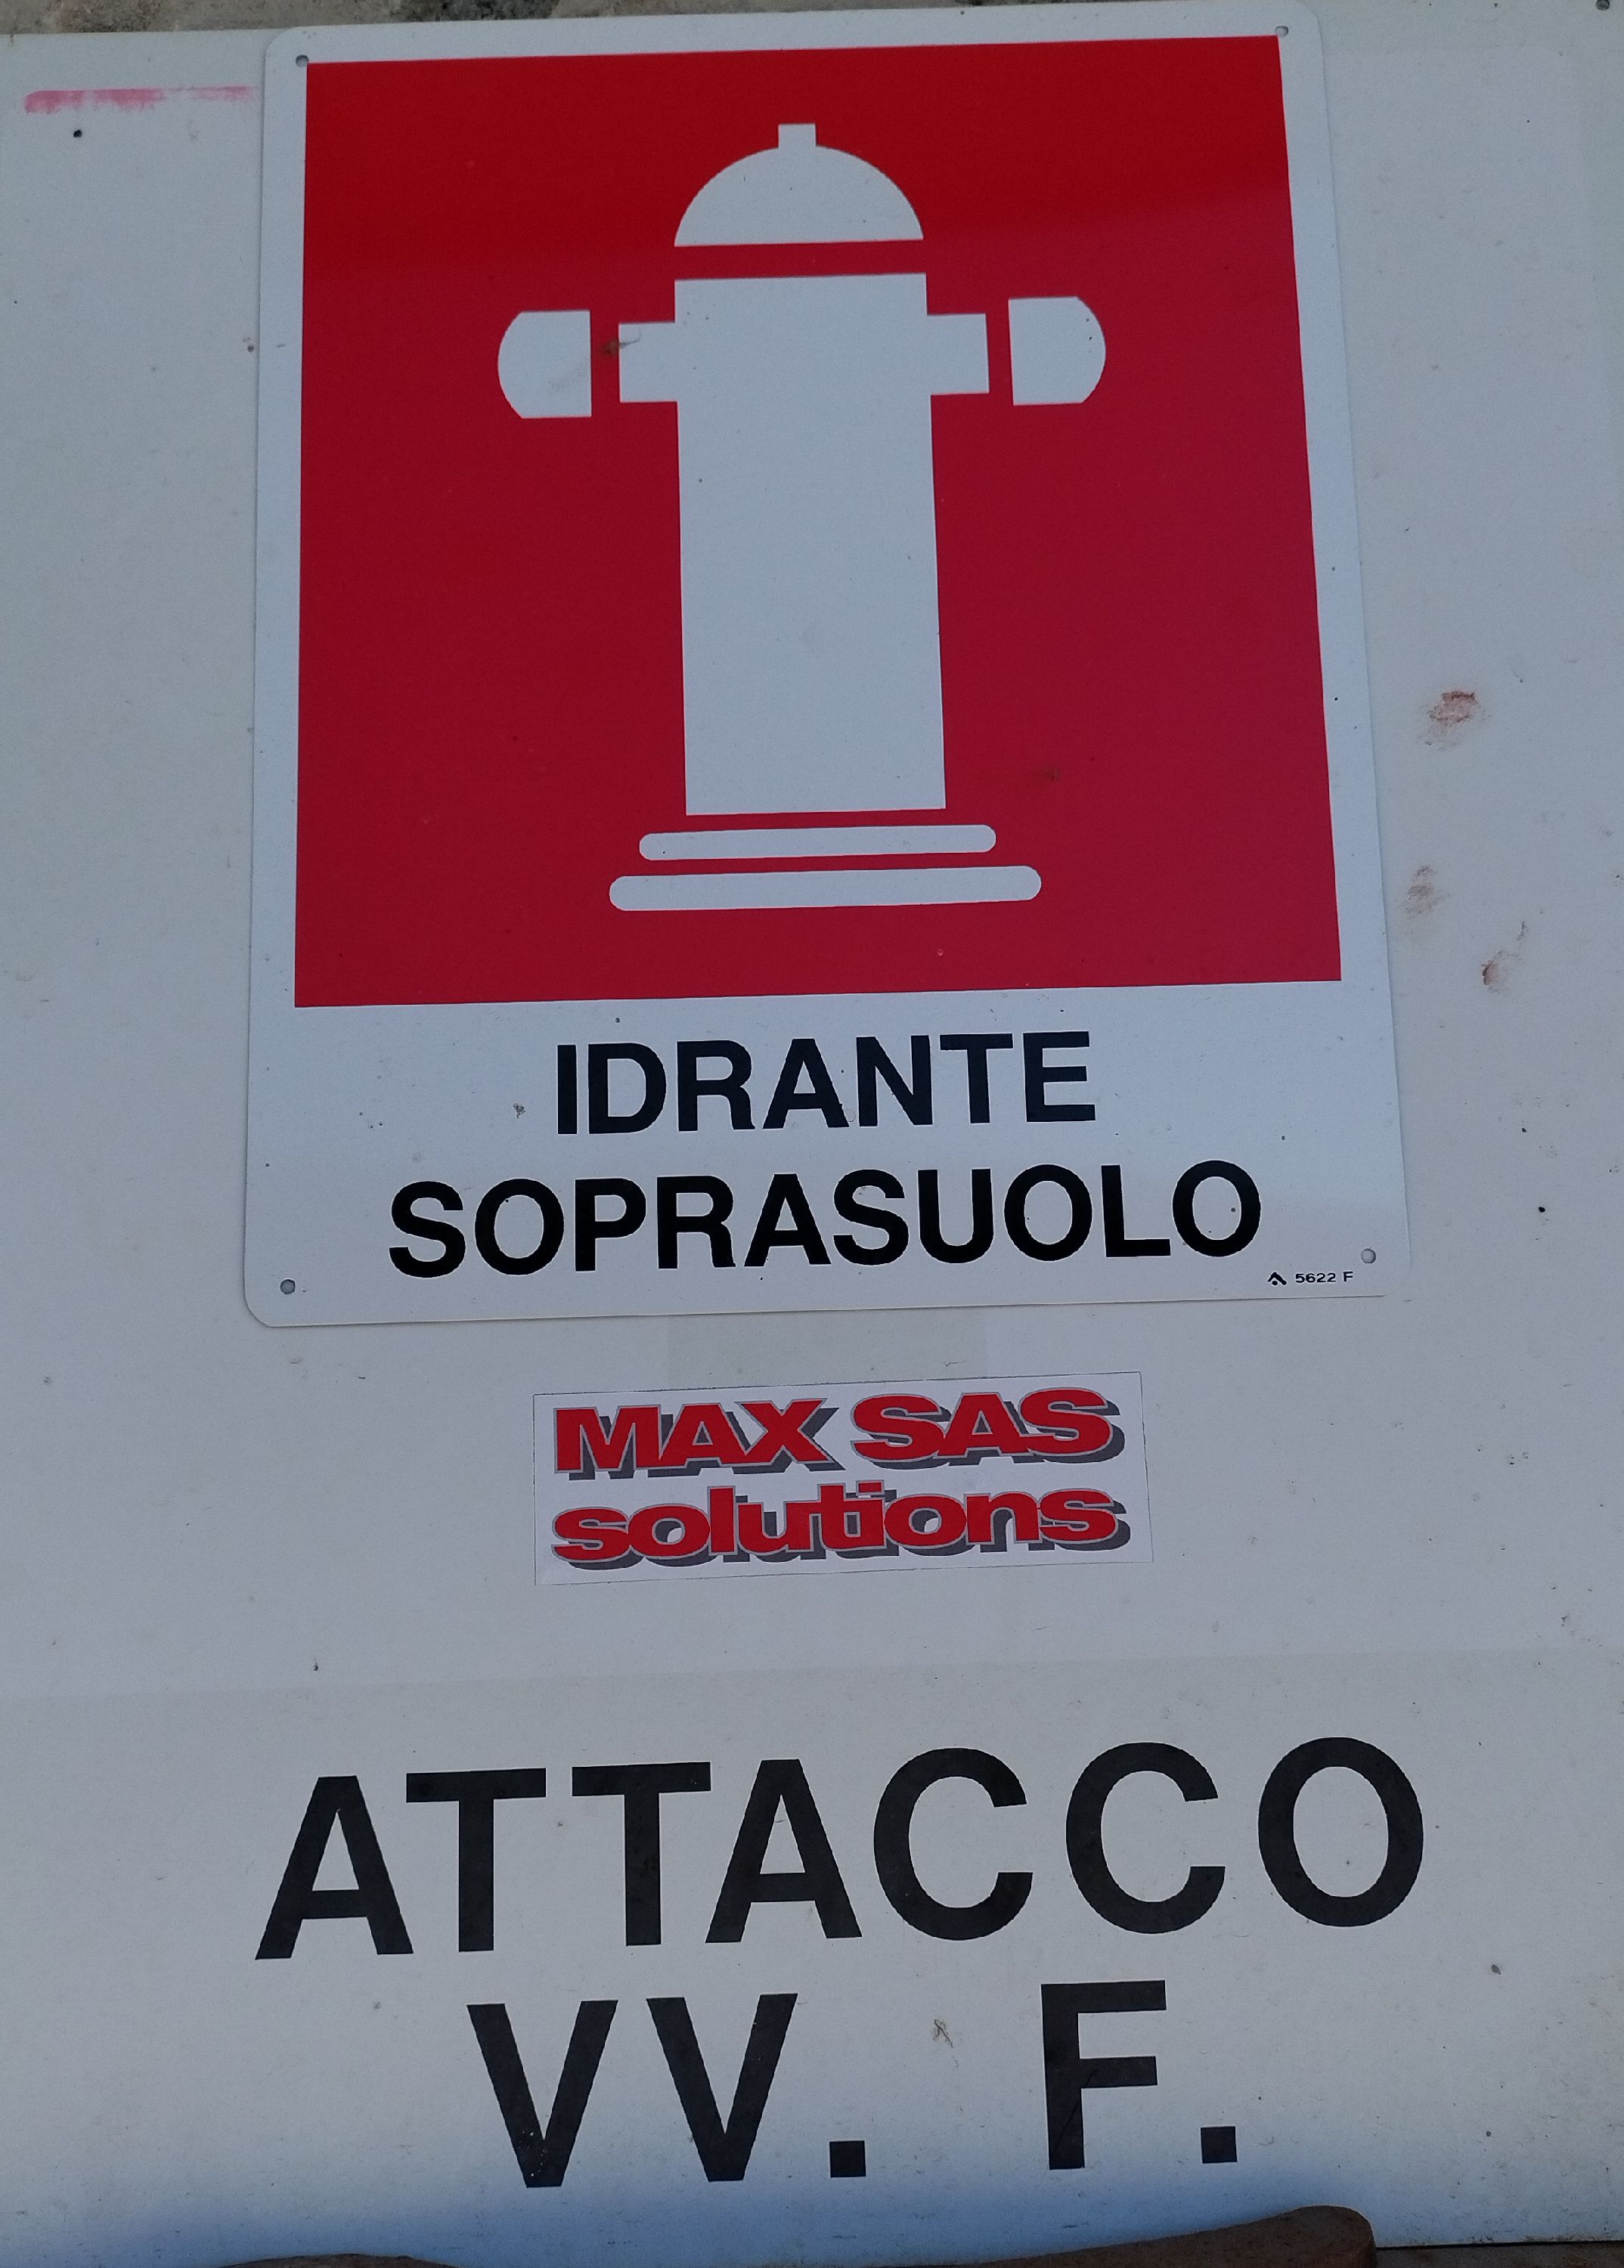 IDRANTE
SOPRASUOLO
5622 F
MAX SAS
solutions
ATTACCO
VV. F.